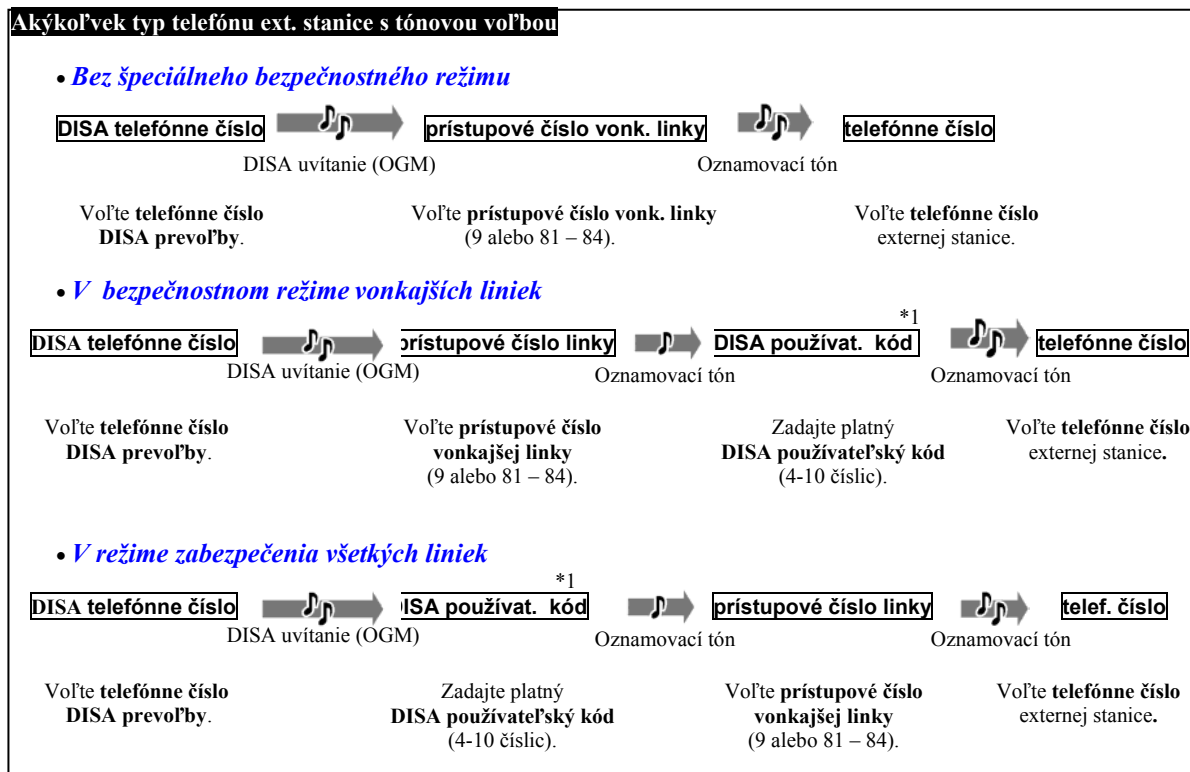 Akýkoľvek typ telefónu ext. stanice s tónovou voľbou
• Bez špeciálneho bezpečnostného režimu
DISA telefónne číslo prístupové číslo vonk. linky telefónne číslo
DISA uvítanie (OGM) Oznamovací tón
Voľte telefónne číslo Voľte prístupové číslo vonk. linky Voľte telefónne číslo
DISA prevoľby. (9 alebo 81 – 84). externej stanice.
• V bezpečnostnom režime vonkajších liniek
*1
DISA telefónne číslo prístupové číslo linky DISA používat. kód telefónne číslo
DISA uvítanie (OGM) Oznamovací tón Oznamovací tón
Voľte telefónne číslo Voľte prístupové číslo Zadajte platný Voľte telefónne číslo
DISA prevoľby. vonkajšej linky DISA používateľský kód externej stanice.
(9 alebo 81 – 84). (4-10 číslic).
• V režime zabezpečenia všetkých liniek
*1
DISA telefónne číslo DISA používat. kód prístupové číslo linky telef. číslo
DISA uvítanie (OGM) Oznamovací tón Oznamovací tón
Voľte telefónne číslo Zadajte platný Voľte prístupové číslo Voľte telefónne číslo
DISA prevoľby. DISA používateľský kód vonkajšej linky externej stanice.
(4-10 číslic). (9 alebo 81 – 84).